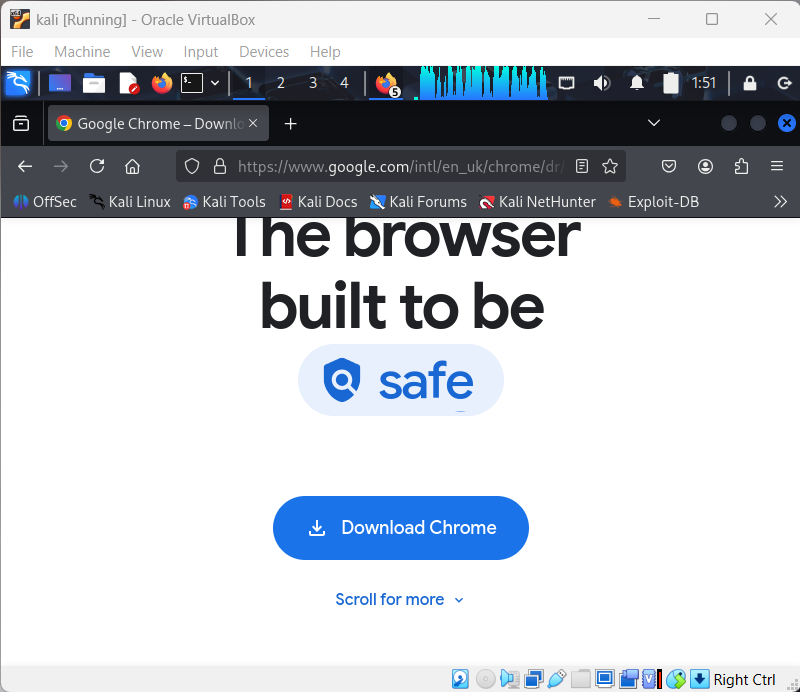 kali [Running] - Oracle VirtualBox
File Machine View Input Devices Help
1 2 3 4 5 1:51
Google Chrome – Downlo
https://www.google.com/intl/en_uk/chrome/dr/
OffSec Kali Linux Kali Tools Kali Docs Kali Forums Kali NetHunter Exploit-DB
The browser
built to be
safe
Download Chrome
Scroll for more
Right Ctrl